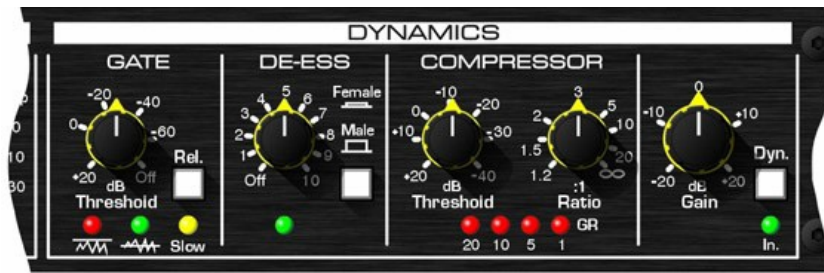 DYNAMICS
GATE
-20
-40
0
-60
+20
Off
dB
Threshold
Rel.
Slow
DE-ESS
5
4
6
3
7
2
8
1
9
Off
10
Female
Male
COMPRESSOR
-10
0
-20
+10
-30
+20
-40
dB
Threshold
3
2
5
1.5
10
1.2
20
∞
:1
Ratio
20
10
5
1
GR
0
-10
+10
-20
+20
dB
Gain
Dyn.
In.
10
30